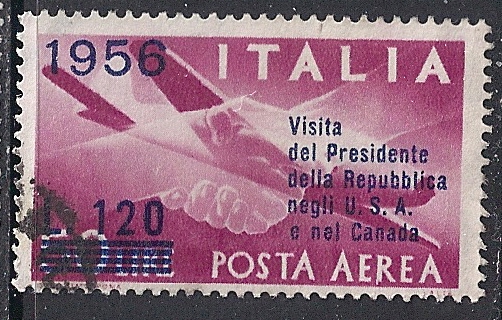 1956 ITALIA
Visita
del Presidente
della Repubblica
negli U. S. A.
e nel Canada
L. 120
POSTA AEREA